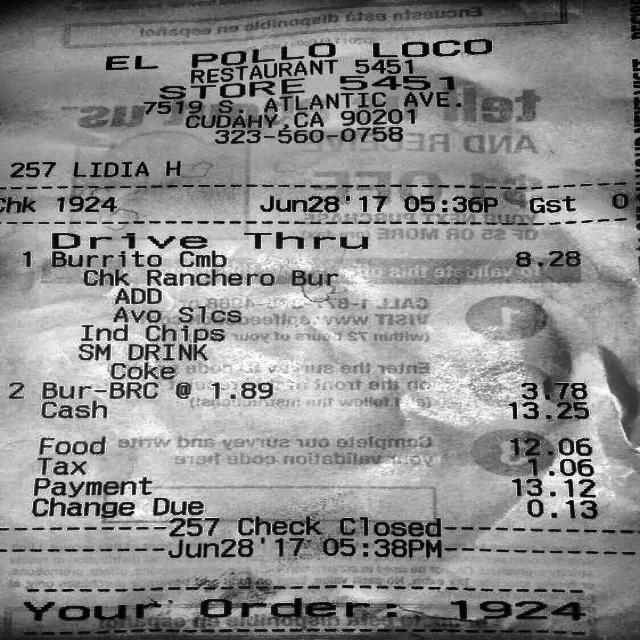 EL POLLO LOCO
RESTAURANT 5451
STORE 5451
7519 S. ATLANTIC AVE.
CUDAHY, CA 90201
323-560-0758
257 LIDIA H
Chk 1924 Jun28'17 05:36P Gst 0
Drive Thru
1 Burrito Cmb 8.28
Chk Ranchero Bur
ADD
Avo Slcs
Ind Chips
SM DRINK
Coke
2 Bur-BRC @ 1.89 3.78
Cash 13.25
Food 12.06
Tax 1.06
Payment 13.12
Change Due 0.13
257 Check Closed
Jun28'17 05:38PM
Your Order: 1924